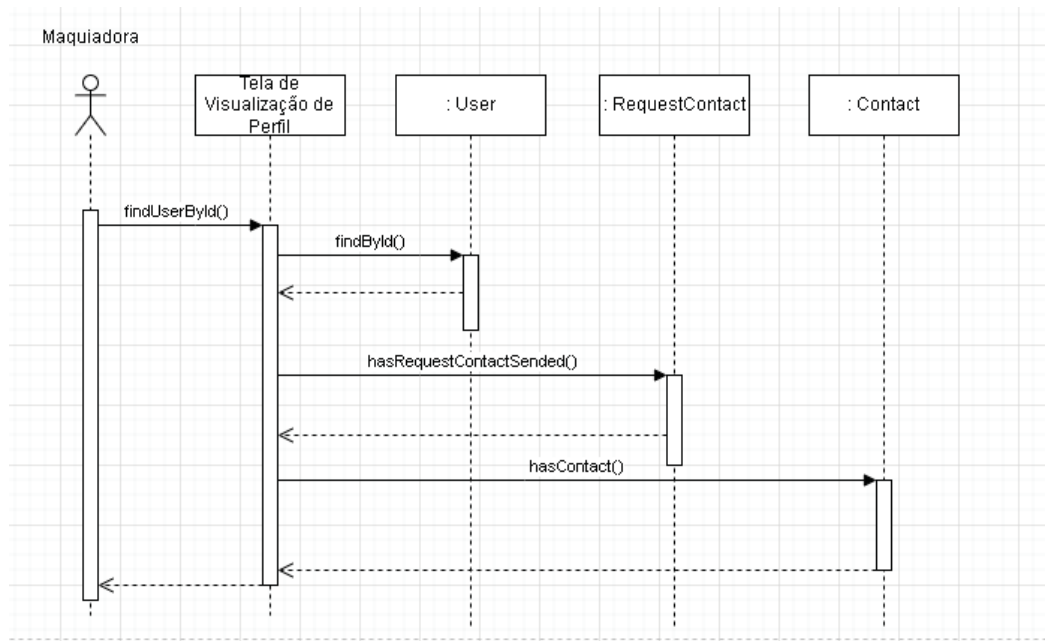 Maquiadora
Tela de
Visualização de
Perfil
: User
: RequestContact
: Contact
findUserById()
findById()
hasRequestContactSended()
hasContact()